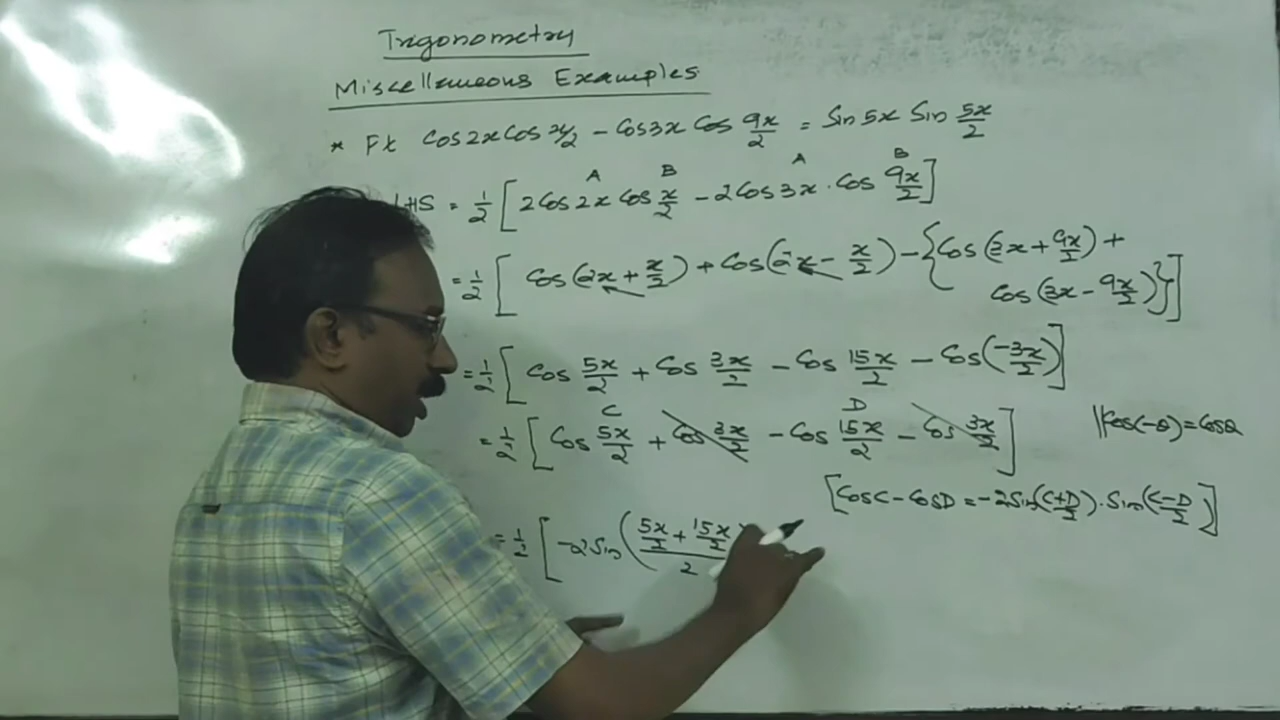 Trigonometry
Miscellaneous Examples
* Pt Cos2xCos x/2 - Cos3x Cos 9x/2 = Sin 5x Sin 5x/2
A B A B
LHS = 1/2 [2Cos2x Cos x/2 - 2Cos3x·Cos 9x/2]
= 1/2 [Cos(2x + x/2) + Cos(2x - x/2) - {Cos(3x + 9x/2) +
Cos(3x - 9x/2)}]
= 1/2 [Cos 5x/2 + Cos 3x/2 - Cos 15x/2 - Cos(-3x/2)]
C D
= 1/2 [Cos 5x/2 + Cos 3x/2 - Cos 15x/2 - Cos 3x/2] ||Cos(-θ)=Cosθ
[CosC - CosD = -2Sin(C+D/2)·Sin(C-D/2)]
= 1/2 [-2Sin(5x/2 + 15x/2 / 2